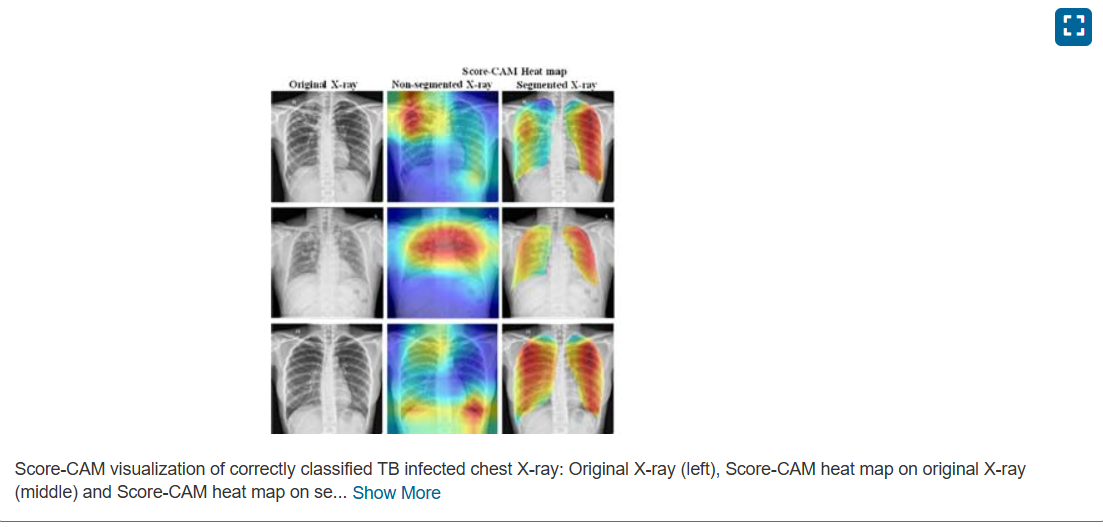 Score-CAM Heat map
Original X-ray Non-segmented X-ray Segmented X-ray
Score-CAM visualization of correctly classified TB infected chest X-ray: Original X-ray (left), Score-CAM heat map on original X-ray
(middle) and Score-CAM heat map on se... Show More